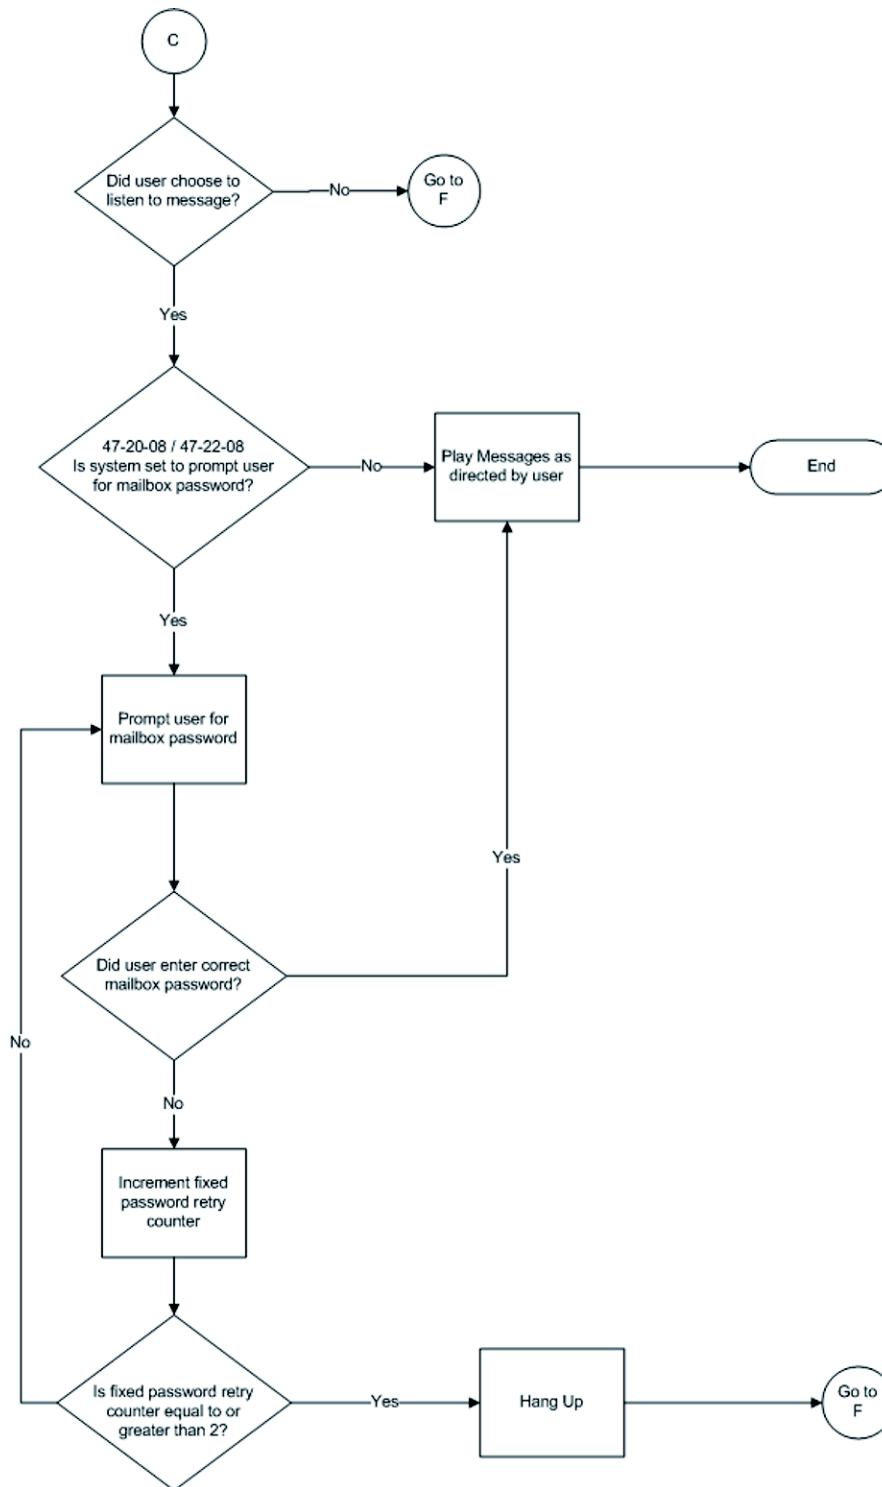 C
Did user choose to
listen to message?
No
Go to
F
Yes
47-20-08 / 47-22-08
Is system set to prompt user
for mailbox password?
No
Play Messages as
directed by user
End
Yes
Prompt user for
mailbox password
Yes
Did user enter correct
mailbox password?
No
No
Increment fixed
password retry
counter
Is fixed password retry
counter equal to or
greater than 2?
Yes
Hang Up
Go to
F